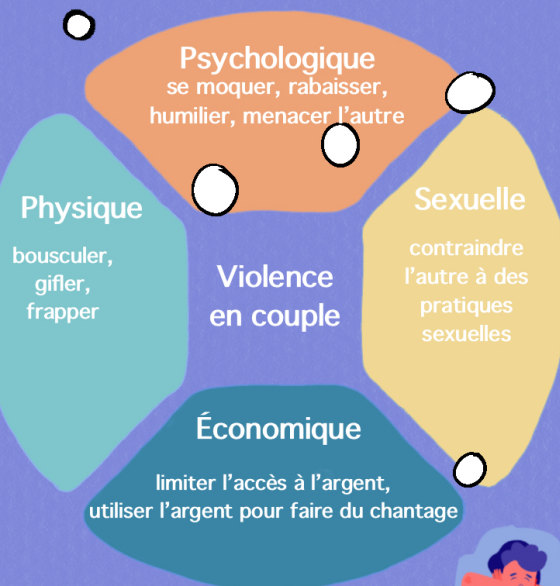 Psychologique
se moquer, rabaisser,
humilier, menacer l'autre
Physique
bousculer,
gifler,
frapper
Violence
en couple
Sexuelle
contraindre
l'autre à des
pratiques
sexuelles
Économique
limiter l'accès à l'argent,
utiliser l'argent pour faire du chantage